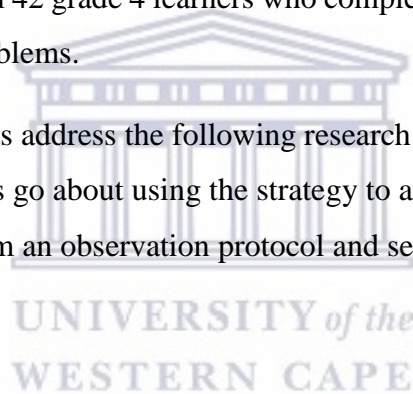 42 grade 4 learners who comple
blems.
s address the following research
s go about using the strategy to a
m an observation protocol and se
UNIVERSITY of the
WESTERN CAPE